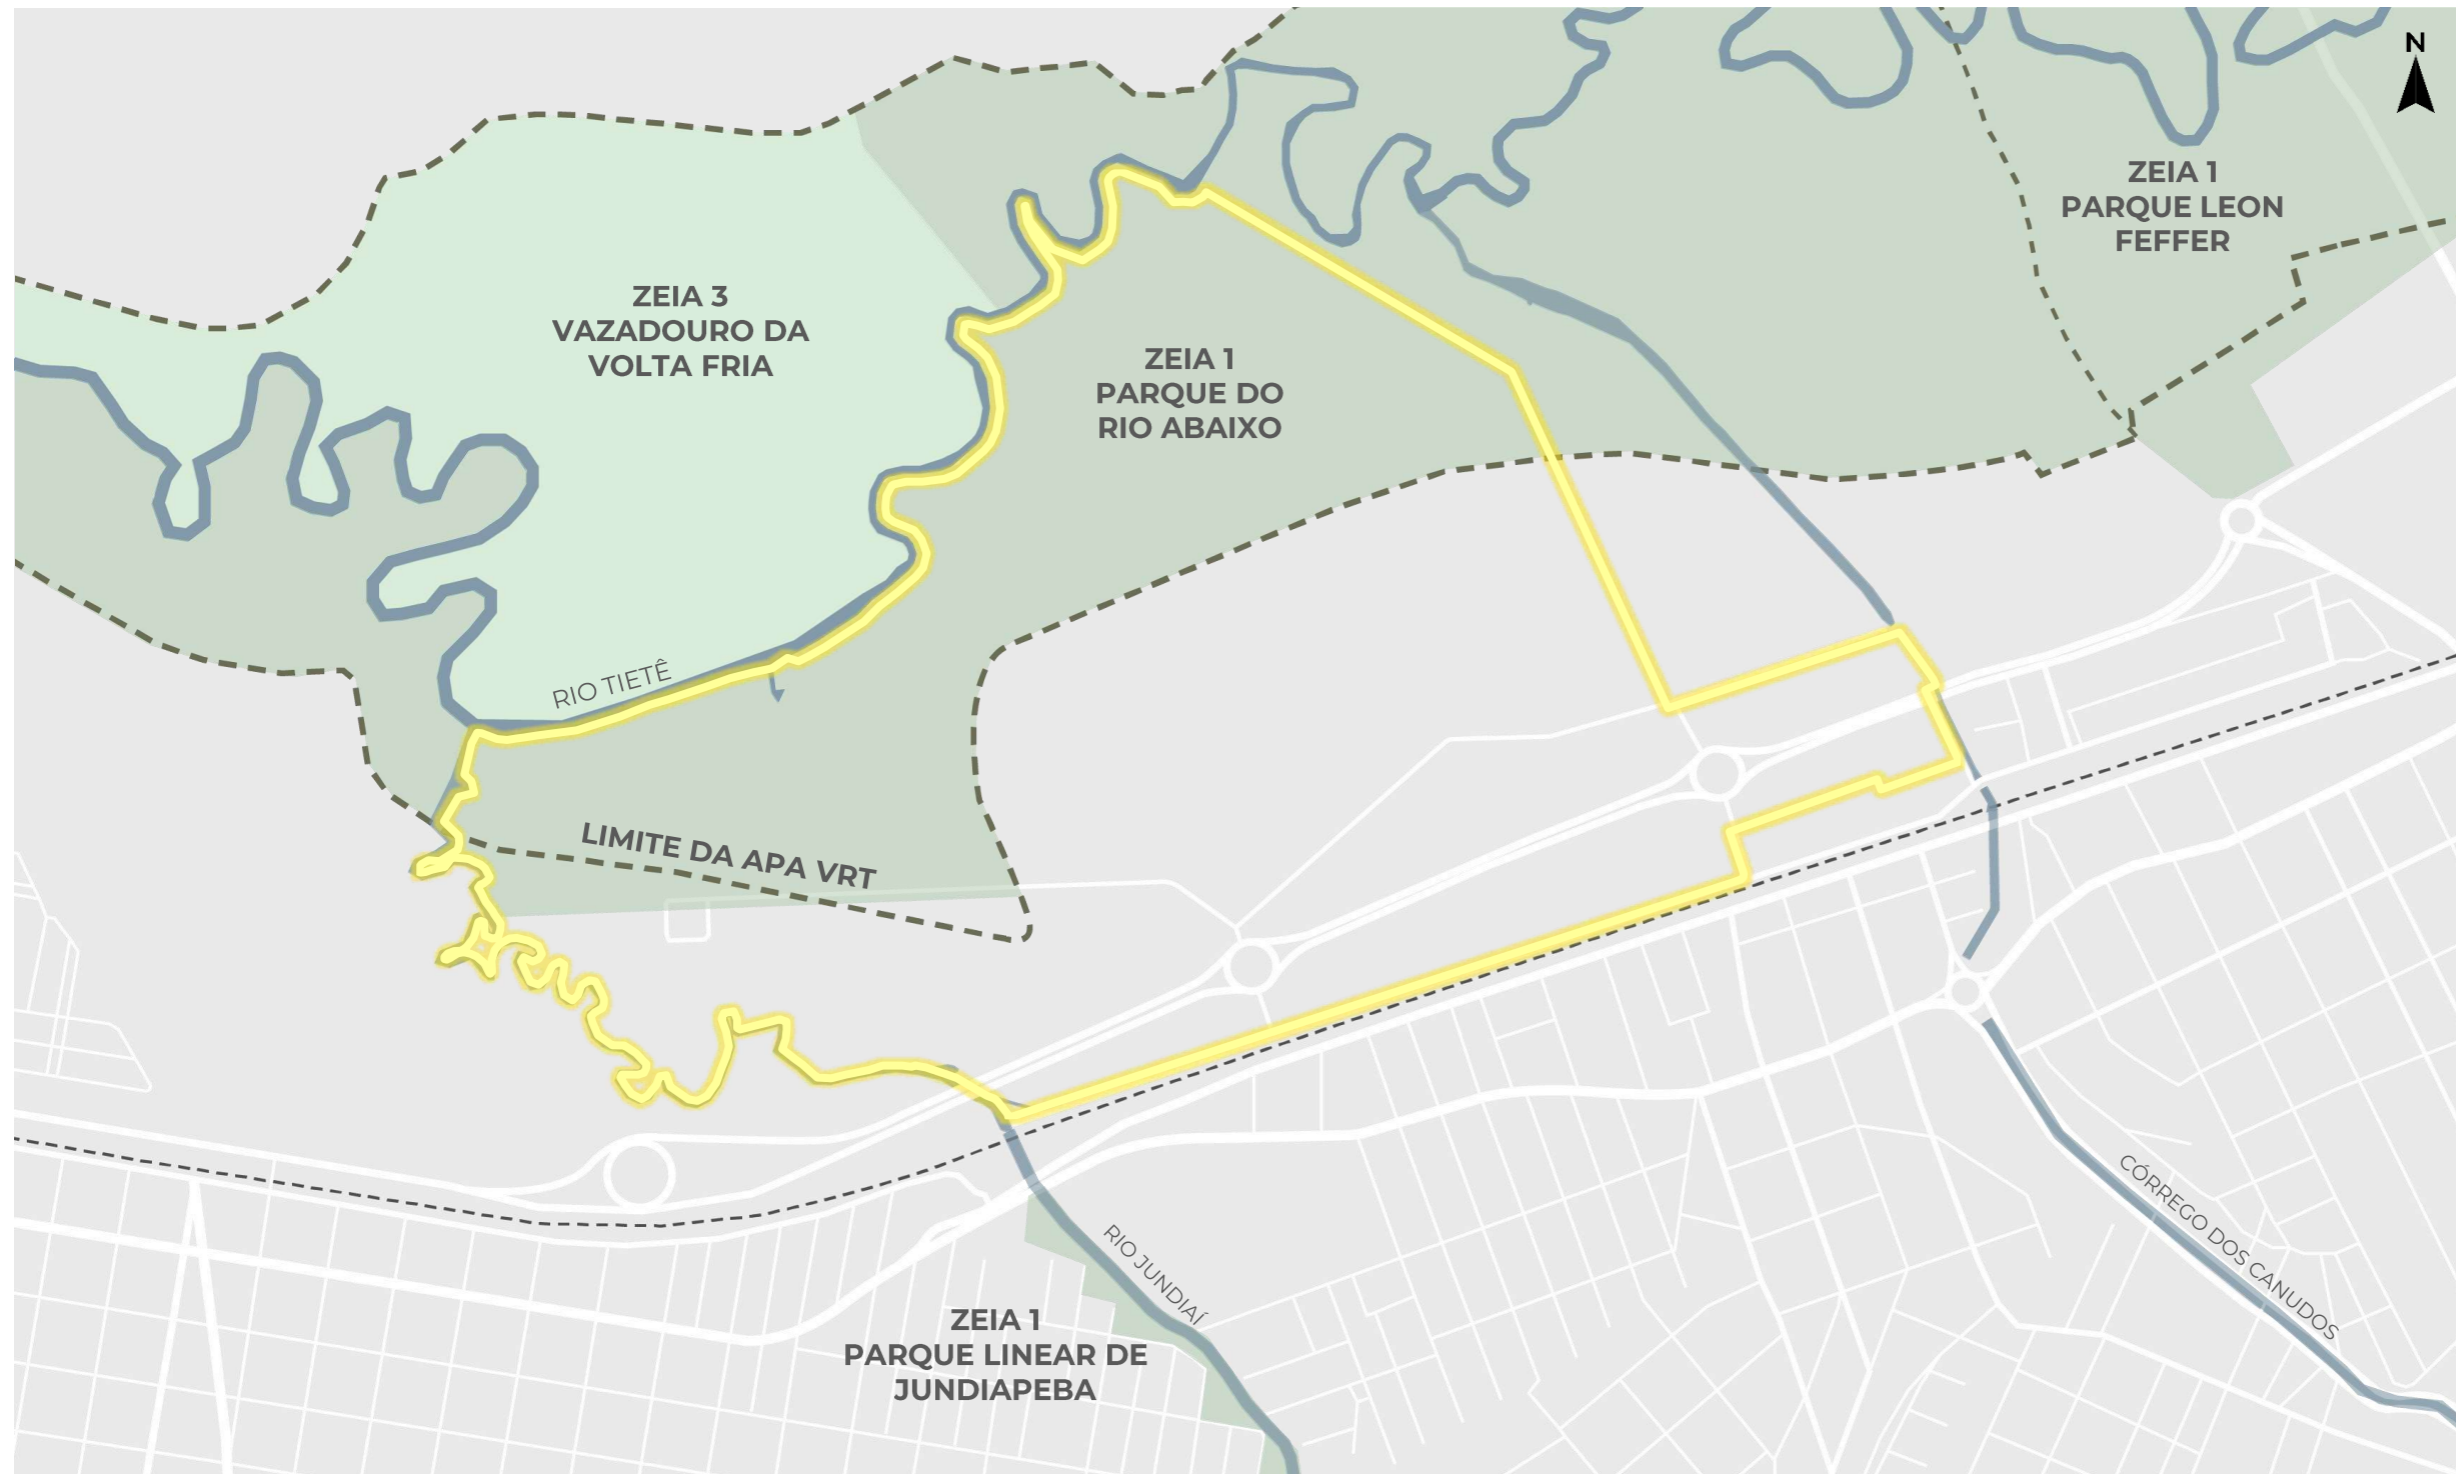 N
ZEIA 1
PARQUE LEON
FEFFER
ZEIA 3
VAZADOURO DA
VOLTA FRIA
ZEIA 1
PARQUE DO
RIO ABAIXO
RIO TIETÊ
LIMITE DA APA VRT
CÓRREGO DOS CANUDOS
RIO JUNDIAÍ
ZEIA 1
PARQUE LINEAR DE
JUNDIAPEBA